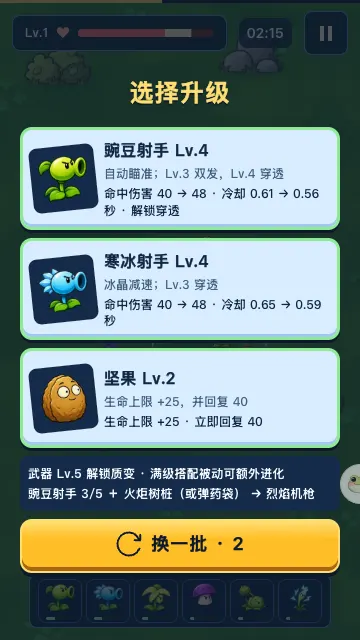 Lv.1
02:15
选择升级
豌豆射手 Lv.4
自动瞄准；Lv.3 双发，Lv.4 穿透
命中伤害 40 → 48 · 冷却 0.61 → 0.56
秒 · 解锁穿透
寒冰射手 Lv.4
冰晶减速；Lv.3 穿透
命中伤害 40 → 48 · 冷却 0.65 → 0.59
秒
坚果 Lv.2
生命上限 +25，并回复 40
生命上限 +25 · 立即回复 40
武器 Lv.5 解锁质变 · 满级搭配被动可额外进化
豌豆射手 3/5 + 火炬树桩（或弹药袋） → 烈焰机枪
换一批 · 2